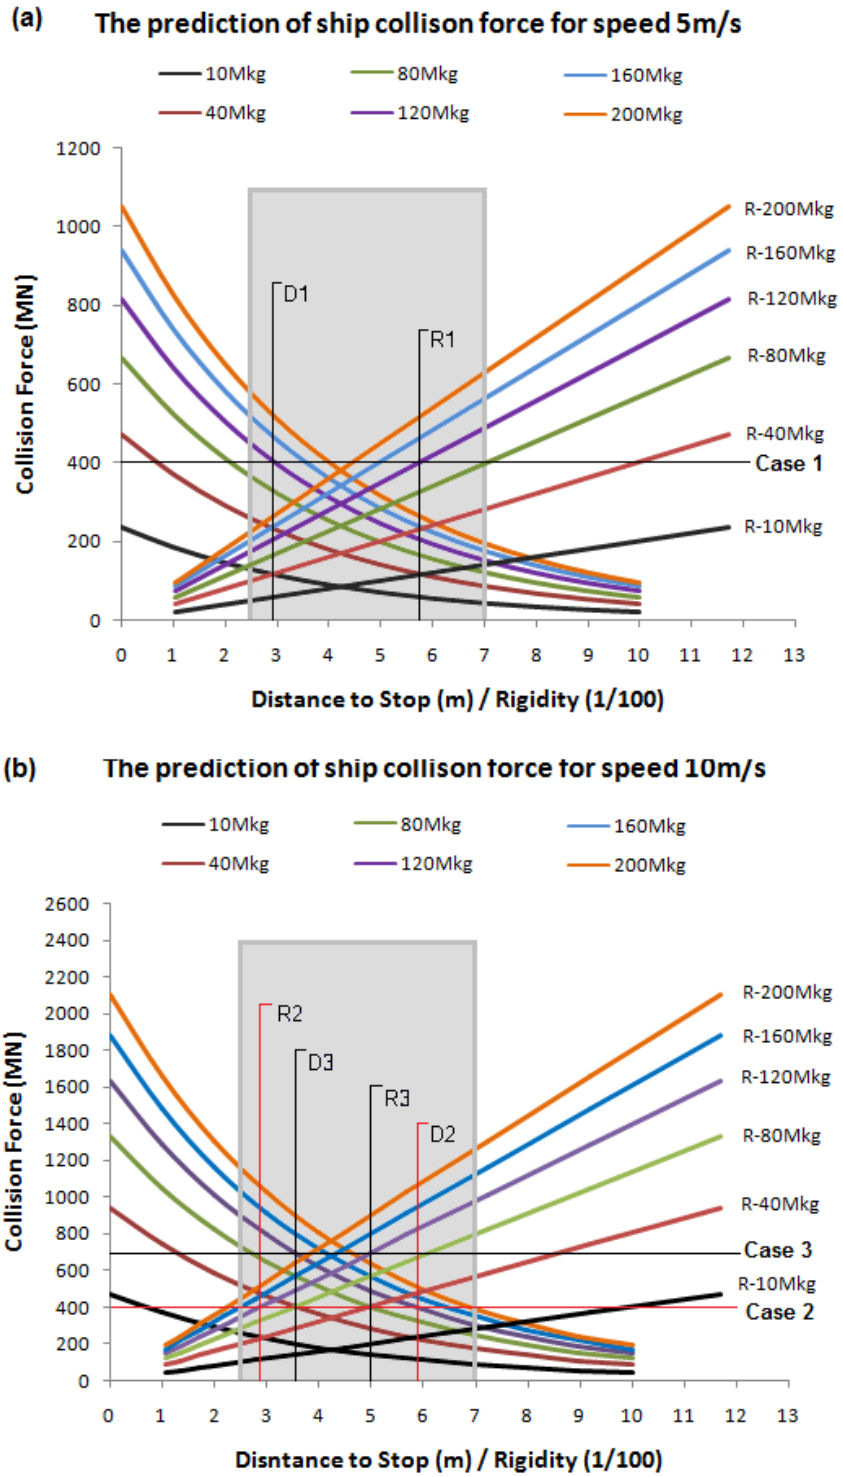 (a) The prediction of ship collison force for speed 5m/s
10Mkg 80Mkg 160Mkg
40Mkg 120Mkg 200Mkg
1200
1000
800
600
400
200
0
Collision Force (MN)
D1
R1
R-200Mkg
R-160Mkg
R-120Mkg
R-80Mkg
R-40Mkg
Case 1
R-10Mkg
0 1 2 3 4 5 6 7 8 9 10 11 12 13
Distance to Stop (m) / Rigidity (1/100)
(b) The prediction of ship collison force for speed 10m/s
10Mkg 80Mkg 160Mkg
40Mkg 120Mkg 200Mkg
2600
2400
2200
2000
1800
1600
1400
1200
1000
800
600
400
200
0
Collision Force (MN)
R2
D3
R3
D2
R-200Mkg
R-160Mkg
R-120Mkg
R-80Mkg
R-40Mkg
Case 3
R-10Mkg
Case 2
0 1 2 3 4 5 6 7 8 9 10 11 12 13
Disntance to Stop (m) / Rigidity (1/100)